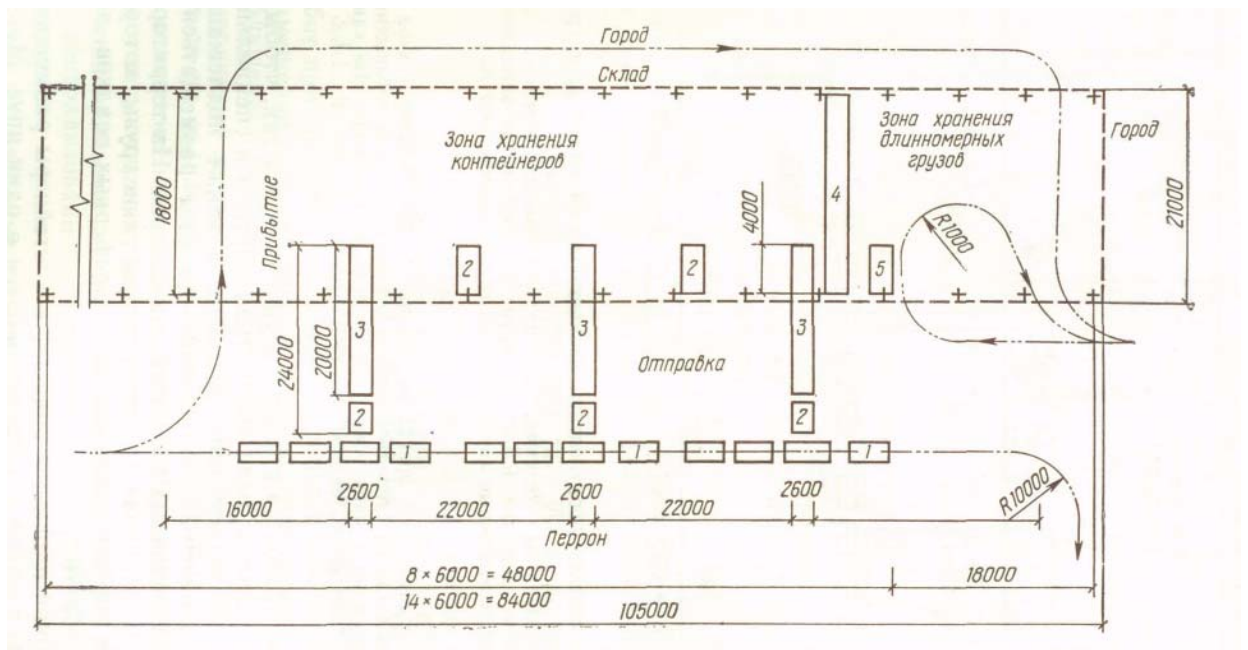 Город
Склад
Зона хранения
контейнеров
Зона хранения
длинномерных
грузов
Город
18000
Прибытие
4000
4
R1000
21000
2
2
5
3
3
3
24000
20000
Отправка
2
2
2
1
1
1
2600
2600
2600
16000
22000
22000
R10000
Перрон
8 × 6000 = 48000
18000
14 × 6000 = 84000
105000